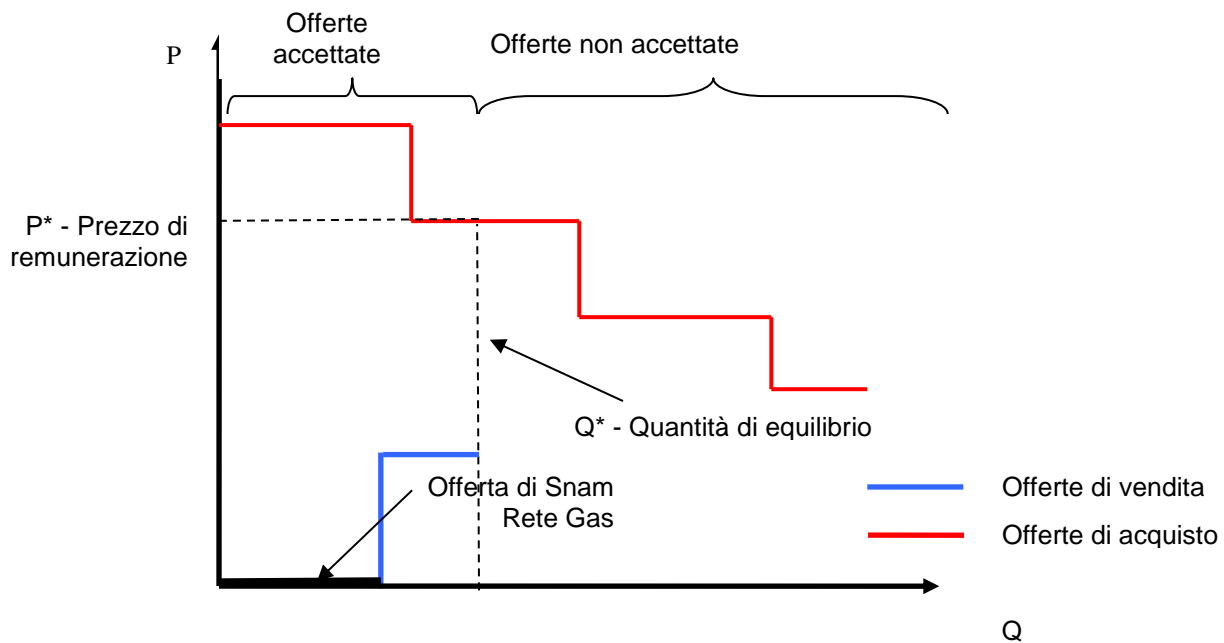 Offerte
accettate
Offerte non accettate
P
P* - Prezzo di
remunerazione
Q* - Quantità di equilibrio
Offerta di Snam
Rete Gas
Offerte di vendita
Offerte di acquisto
Q